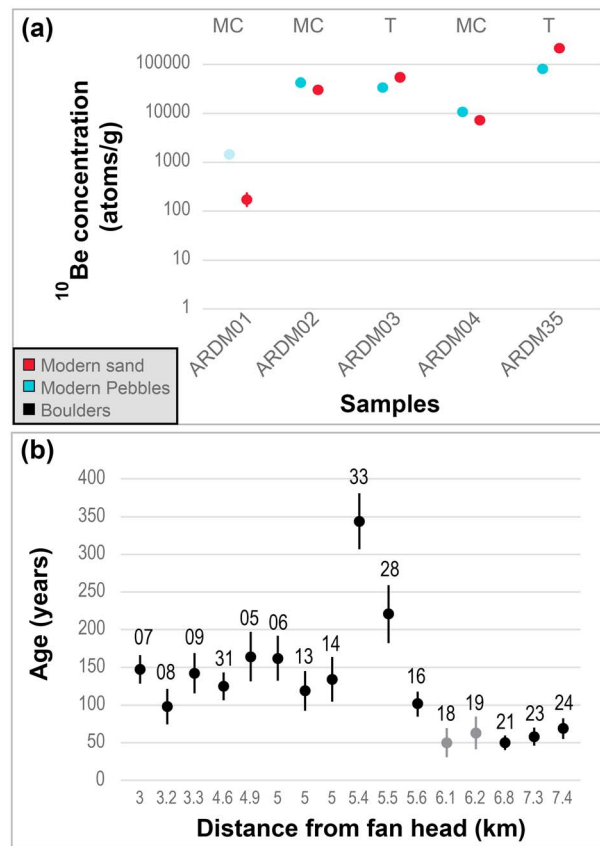 (a)
MC MC T MC T
100000
10000
1000
100
10
1
10Be concentration
(atoms/g)
ARDM01 ARDM02 ARDM03 ARDM04 ARDM35
Samples
Modern sand
Modern Pebbles
Boulders
(b)
400
350
300
250
200
150
100
50
0
Age (years)
07 08 09 31 05 06 13 14 33 28 16 18 19 21 23 24
3 3.2 3.3 4.6 4.9 5 5 5 5.4 5.5 5.6 6.1 6.2 6.8 7.3 7.4
Distance from fan head (km)